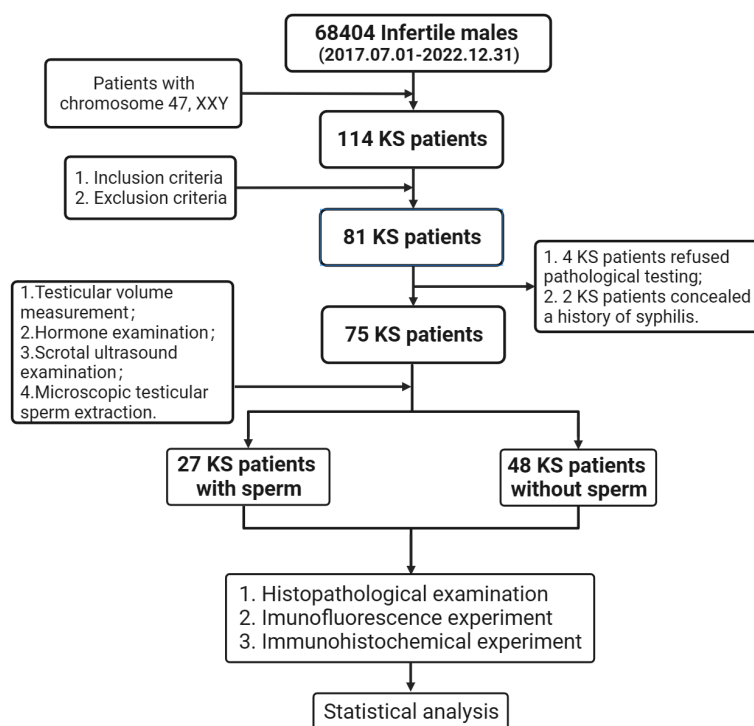 68404 Infertile males
(2017.07.01-2022.12.31)
Patients with
chromosome 47, XXY
114 KS patients
1. Inclusion criteria
2. Exclusion criteria
81 KS patients
1. 4 KS patients refused
pathological testing;
2. 2 KS patients concealed
a history of syphilis.
1.Testicular volume
measurement;
2.Hormone examination;
3.Scrotal ultrasound
examination;
4.Microscopic testicular
sperm extraction.
75 KS patients
27 KS patients
with sperm
48 KS patients
without sperm
1. Histopathological examination
2. Imunofluorescence experiment
3. Immunohistochemical experiment
Statistical analysis